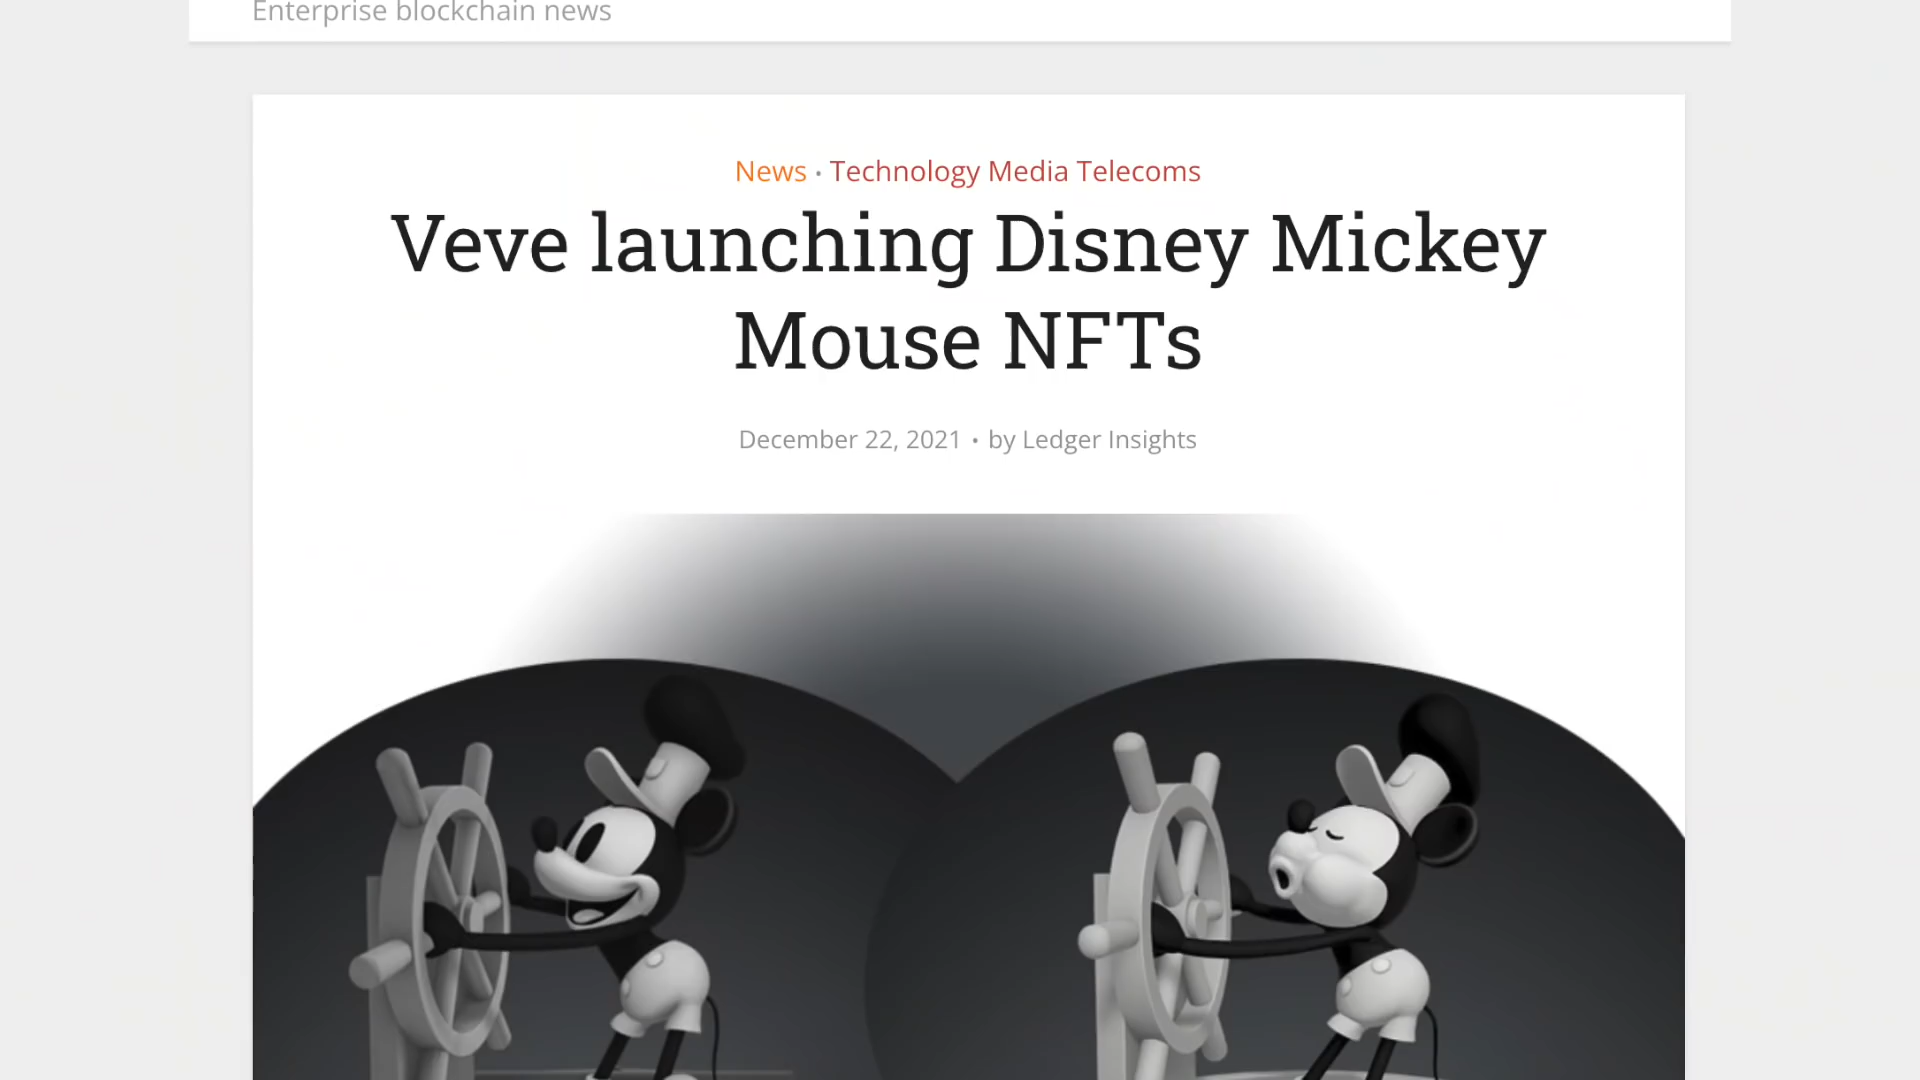 Enterprise blockchain news
News • Technology Media Telecoms
Veve launching Disney Mickey
Mouse NFTs
December 22, 2021 • by Ledger Insights